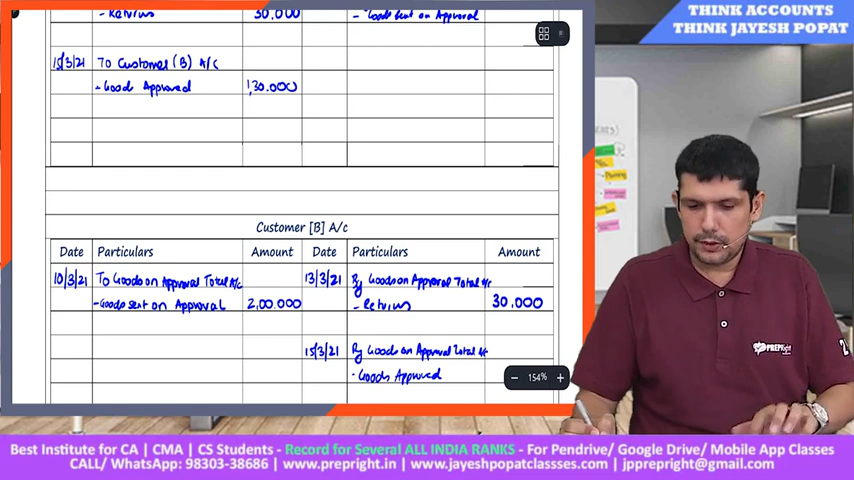 THINK ACCOUNTS
THINK JAYESH POPAT
- Returns 30.000 - Goods sent on Approval
15/3/21 To Customer (B) A/C
- Goods Approved 1,30.000
Customer [B] A/c
Date Particulars Amount Date Particulars Amount
10/3/21 To Goods on Approval Total A/c 13/3/21 By Goods on Approval Total A/c
- Goods sent on Approval 2,00.000 - Returns 30.000
15/3/21 By Goods on Approval Total A/c
- Goods Approved
− 154% +
PREPRight
2
Planning
Best Institute for CA | CMA | CS Students - Record for Several ALL INDIA RANKS - For Pendrive/ Google Drive/ Mobile App Classes
CALL/ WhatsApp: 98303-38686 | www.prepright.in | www.jayeshpopatclassses.com | jpprepright@gmail.com